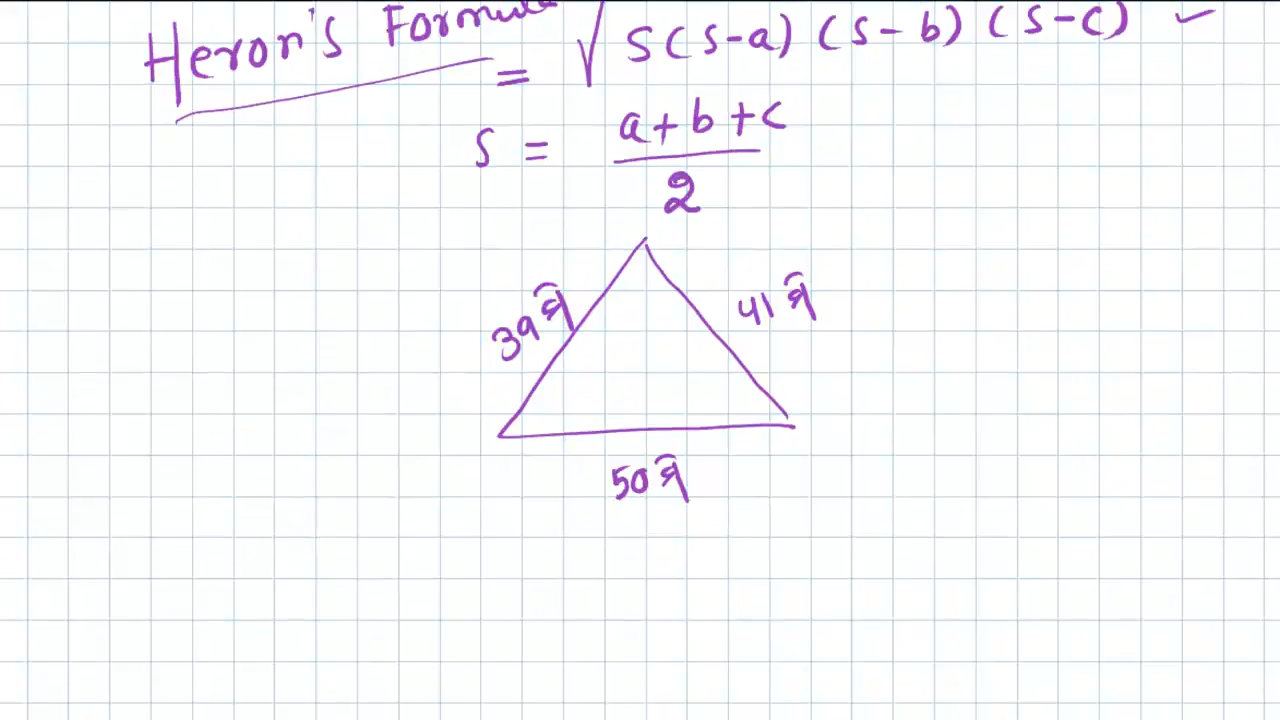 Heron's Formula
= √ S(S-a) (S-b) (S-c) ✓
S = a+b+c
2
39
41
50